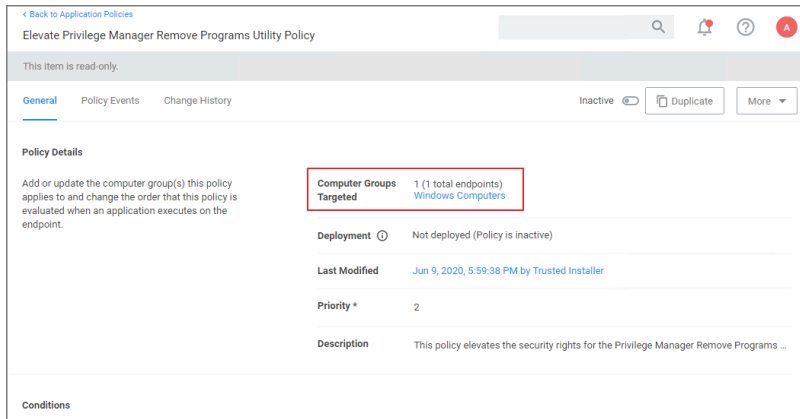 ‹ Back to Application Policies
Elevate Privilege Manager Remove Programs Utility Policy
A
This item is read-only.
General Policy Events Change History Inactive Duplicate More
Policy Details
Add or update the computer group(s) this policy
applies to and change the order that this policy is
evaluated when an application executes on the
endpoint.
Computer Groups
Targeted
1 (1 total endpoints)
Windows Computers
Deployment Not deployed (Policy is inactive)
Last Modified Jun 9, 2020, 5:59:38 PM by Trusted Installer
Priority * 2
Description This policy elevates the security rights for the Privilege Manager Remove Programs ...
Conditions